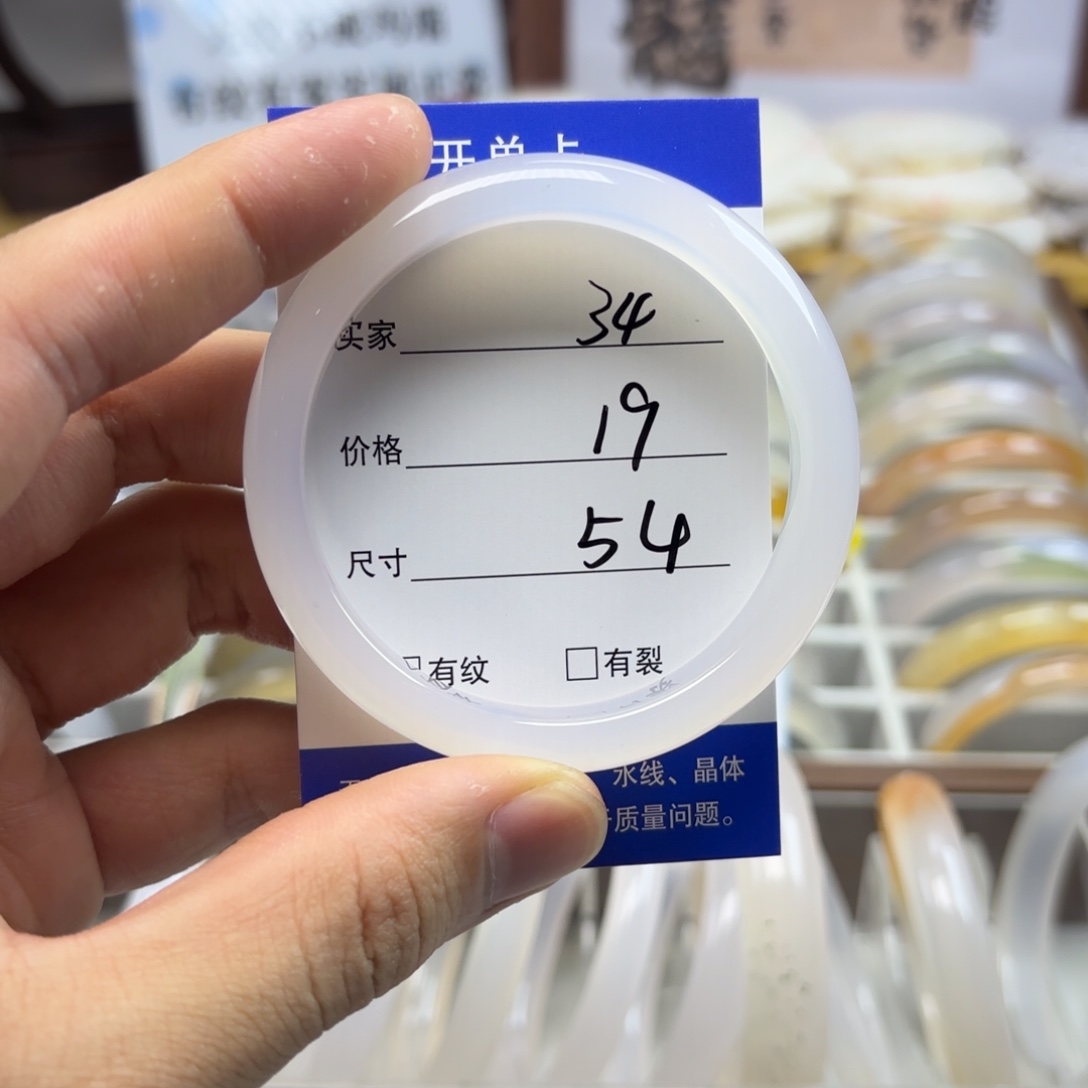 开单卡
卖家 34
价格 19
尺寸 54
有纹 □有裂
水线、晶体
质量问题。